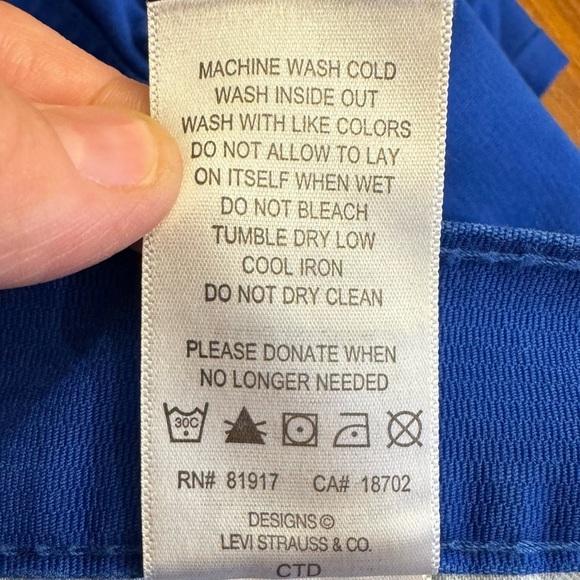 MACHINE WASH COLD
WASH INSIDE OUT
WASH WITH LIKE COLORS
DO NOT ALLOW TO LAY
ON ITSELF WHEN WET
DO NOT BLEACH
TUMBLE DRY LOW
COOL IRON
DO NOT DRY CLEAN
PLEASE DONATE WHEN
NO LONGER NEEDED
30C
RN# 81917 CA# 18702
DESIGNS ©
LEVI STRAUSS & CO.
CTD